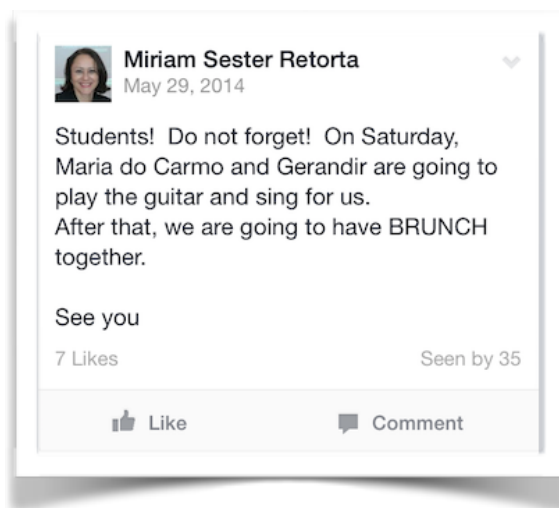 Miriam Sester Retorta
May 29, 2014
Students!  Do not forget!  On Saturday,
Maria do Carmo and Gerandir are going to
play the guitar and sing for us.
After that, we are going to have BRUNCH
together.
See you
7 Likes
Seen by 35
Like
Comment